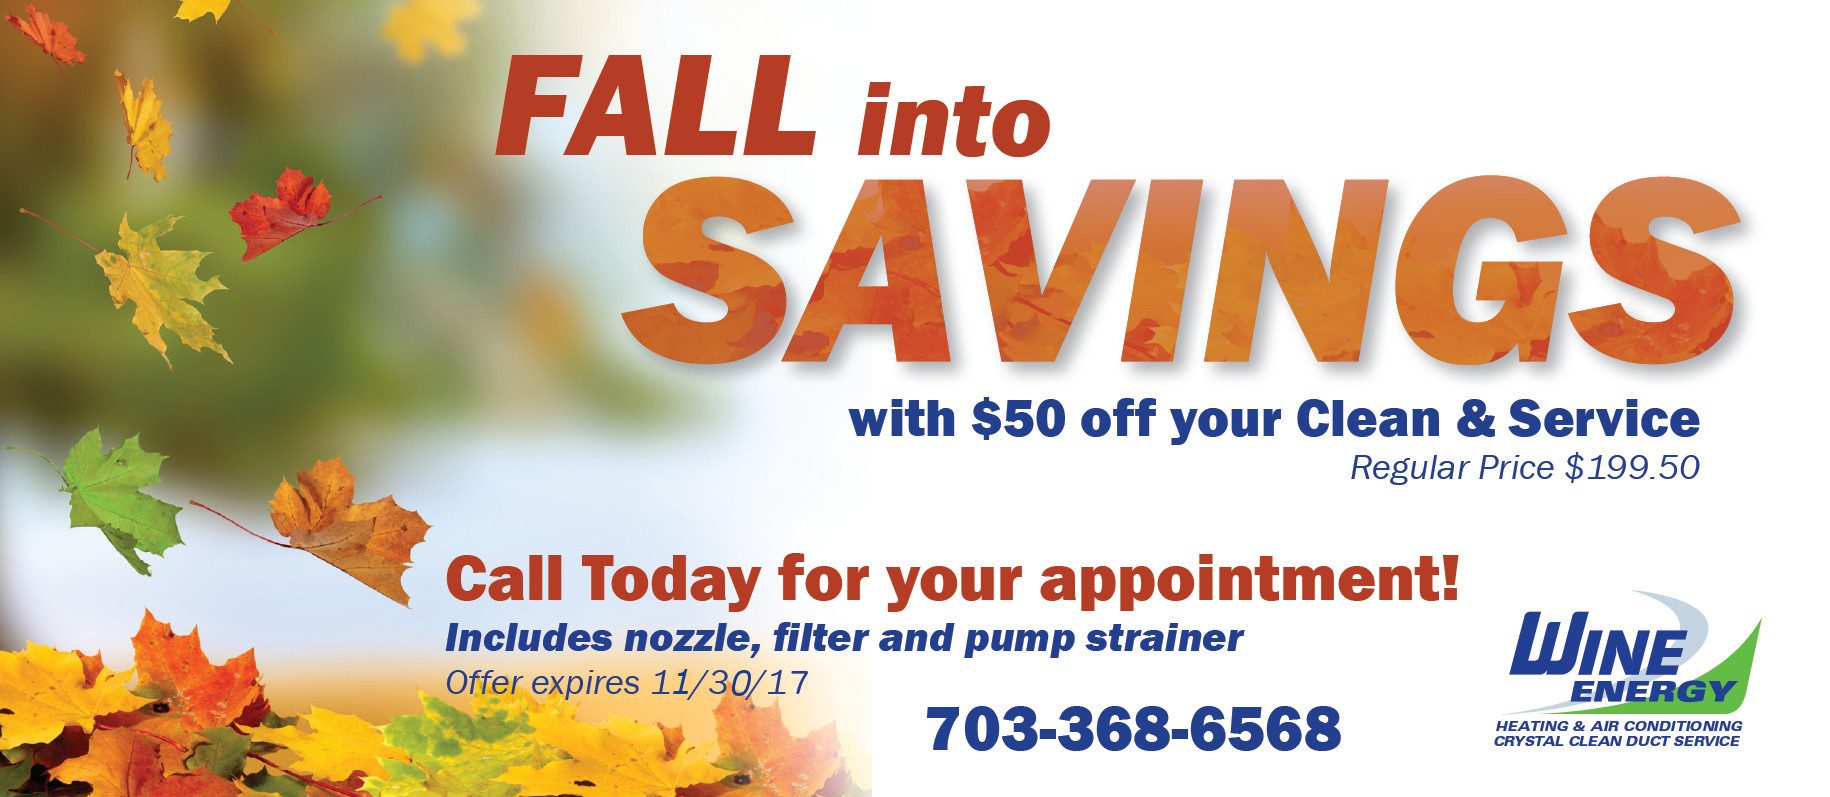 FALL into
SAVINGS
with $50 off your Clean & Service
Regular Price $199.50
Call Today for your appointment!
Includes nozzle, filter and pump strainer
Offer expires 11/30/17
703-368-6568
WINE
ENERGY
HEATING & AIR CONDITIONING
CRYSTAL CLEAN DUCT SERVICE